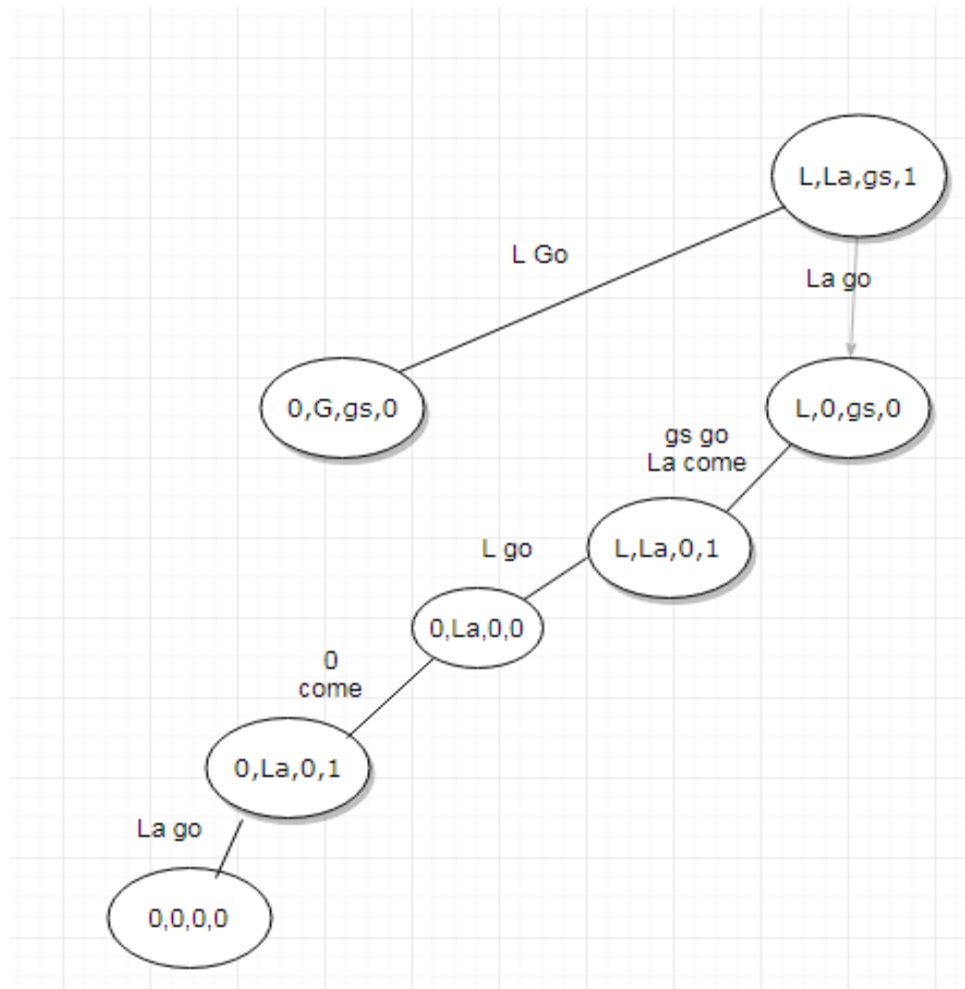 L,La,gs,1
L Go
La go
0,G,gs,0
L,0,gs,0
gs go
La come
L go
L,La,0,1
0,La,0,0
0
come
0,La,0,1
La go
0,0,0,0